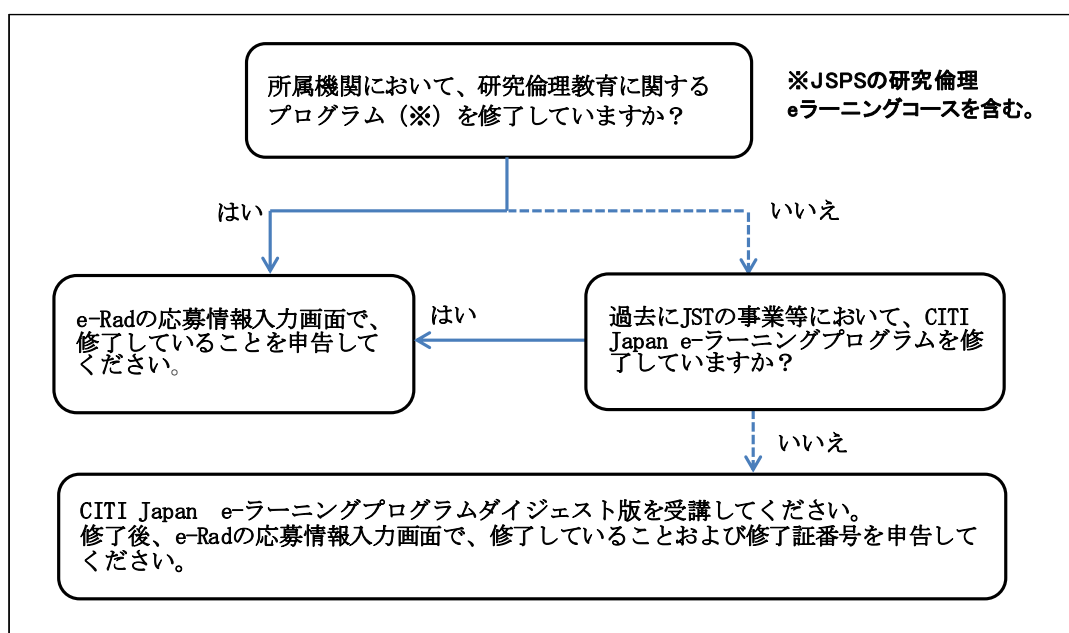 所属機関において、研究倫理教育に関する
プログラム（※）を修了していますか？
※JSPSの研究倫理
eラーニングコースを含む。
はい
いいえ
e-Radの応募情報入力画面で、
修了していることを申告して
ください。
はい
過去にJSTの事業等において、CITI
Japan e-ラーニングプログラムを修
了していますか？
いいえ
CITI Japan　e-ラーニングプログラムダイジェスト版を受講してください。
修了後、e-Radの応募情報入力画面で、修了していることおよび修了証番号を申告して
ください。